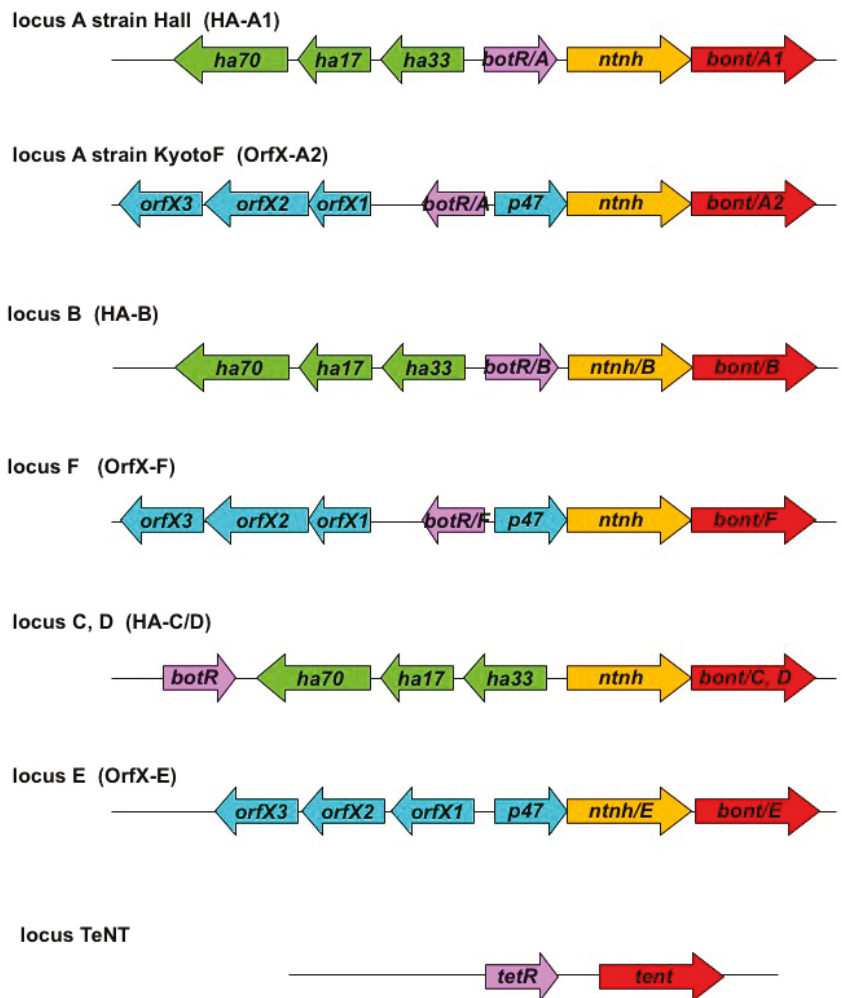 locus A strain Hall (HA-A1)
ha70 ha17 ha33 botR/A ntnh bont/A1
locus A strain KyotoF (OrfX-A2)
orfX3 orfX2 orfX1 botR/A p47 ntnh bont/A2
locus B (HA-B)
ha70 ha17 ha33 botR/B ntnh/B bont/B
locus F (OrfX-F)
orfX3 orfX2 orfX1 botR/F p47 ntnh bont/F
locus C, D (HA-C/D)
botR ha70 ha17 ha33 ntnh bont/C, D
locus E (OrfX-E)
orfX3 orfX2 orfX1 p47 ntnh/E bont/E
locus TeNT
tetR tent